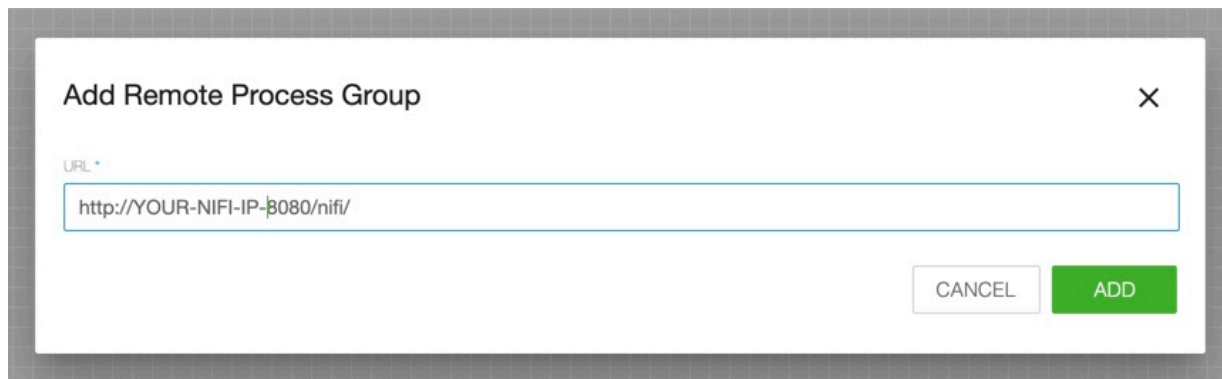 Add Remote Process Group
URL *
http://YOUR-NIFI-IP-8080/nifi/
CANCEL ADD